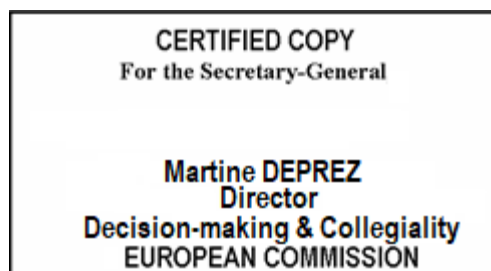 CERTIFIED COPY
For the Secretary-General
Martine DEPREZ
Director
Decision-making & Collegiality
EUROPEAN COMMISSION